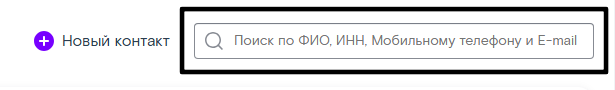 Новый контакт
Поиск по ФИО, ИНН, Мобильному телефону и E-mail